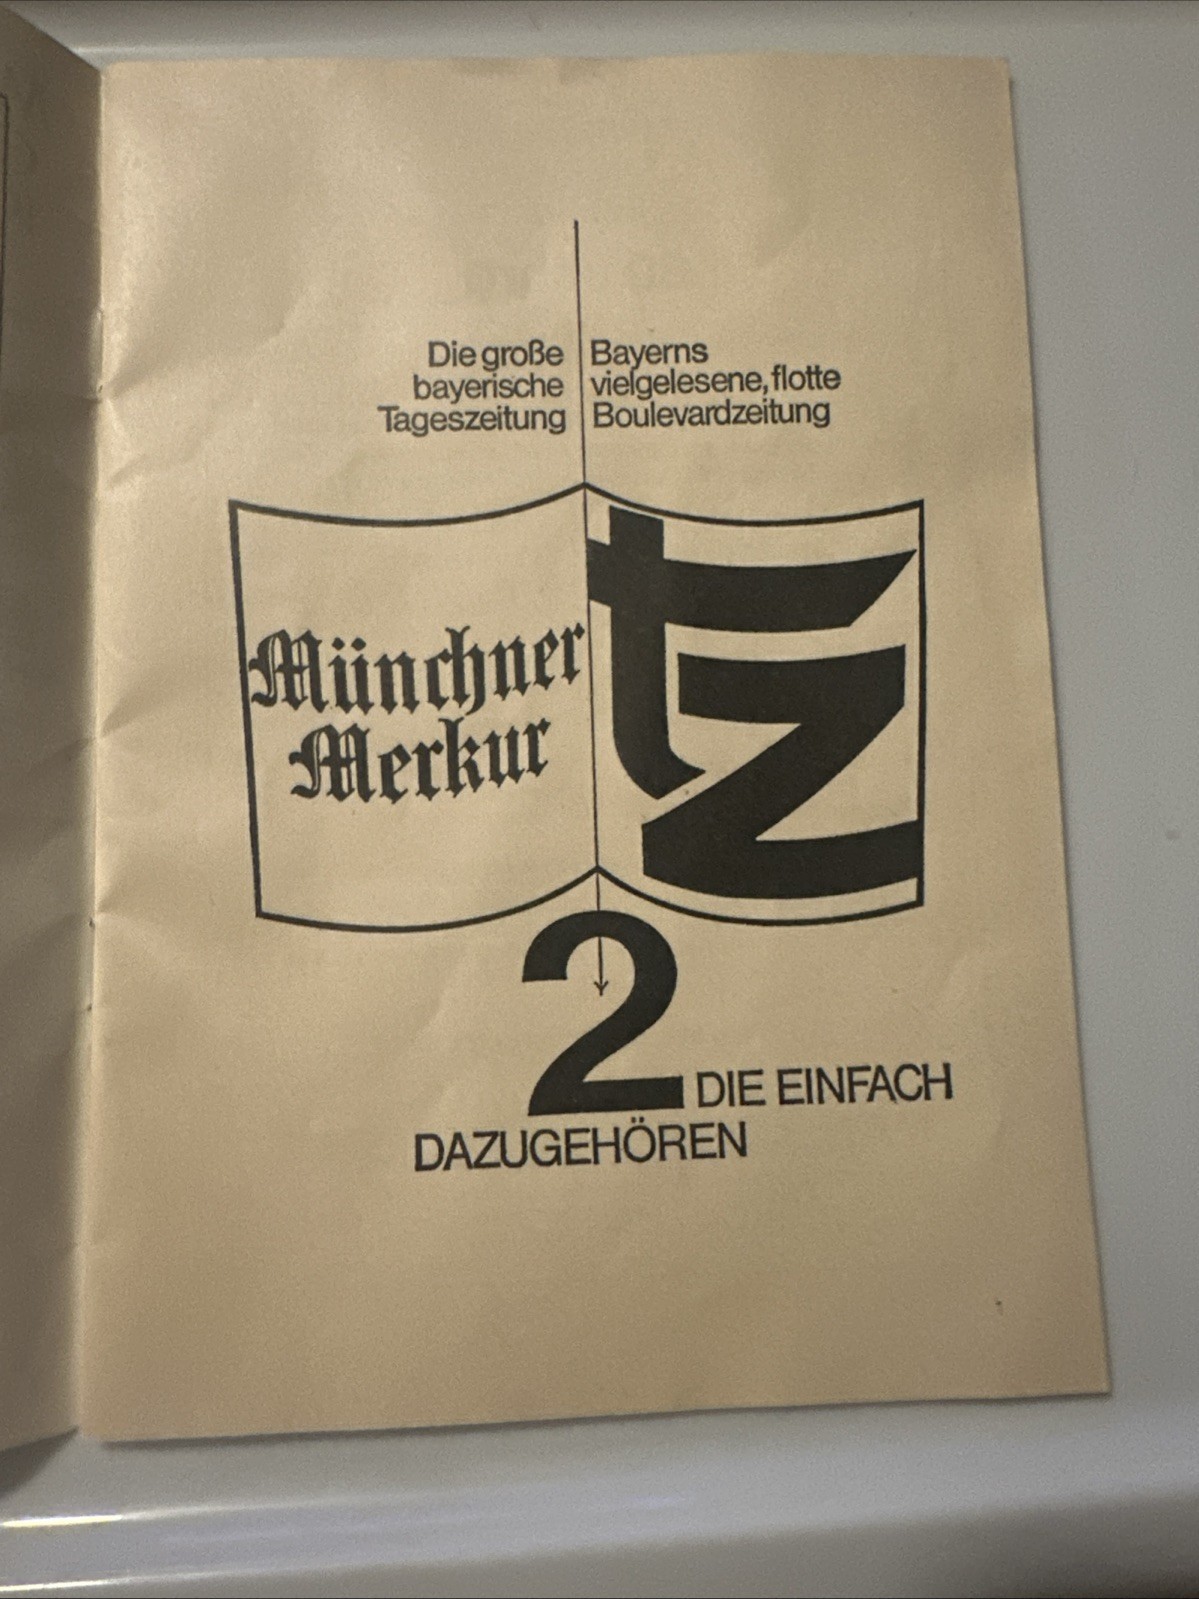 Die große
bayerische
Tageszeitung
Bayerns
vielgelesene, flotte
Boulevardzeitung
Münchner
Merkur
tz
2 DIE EINFACH
DAZUGEHÖREN